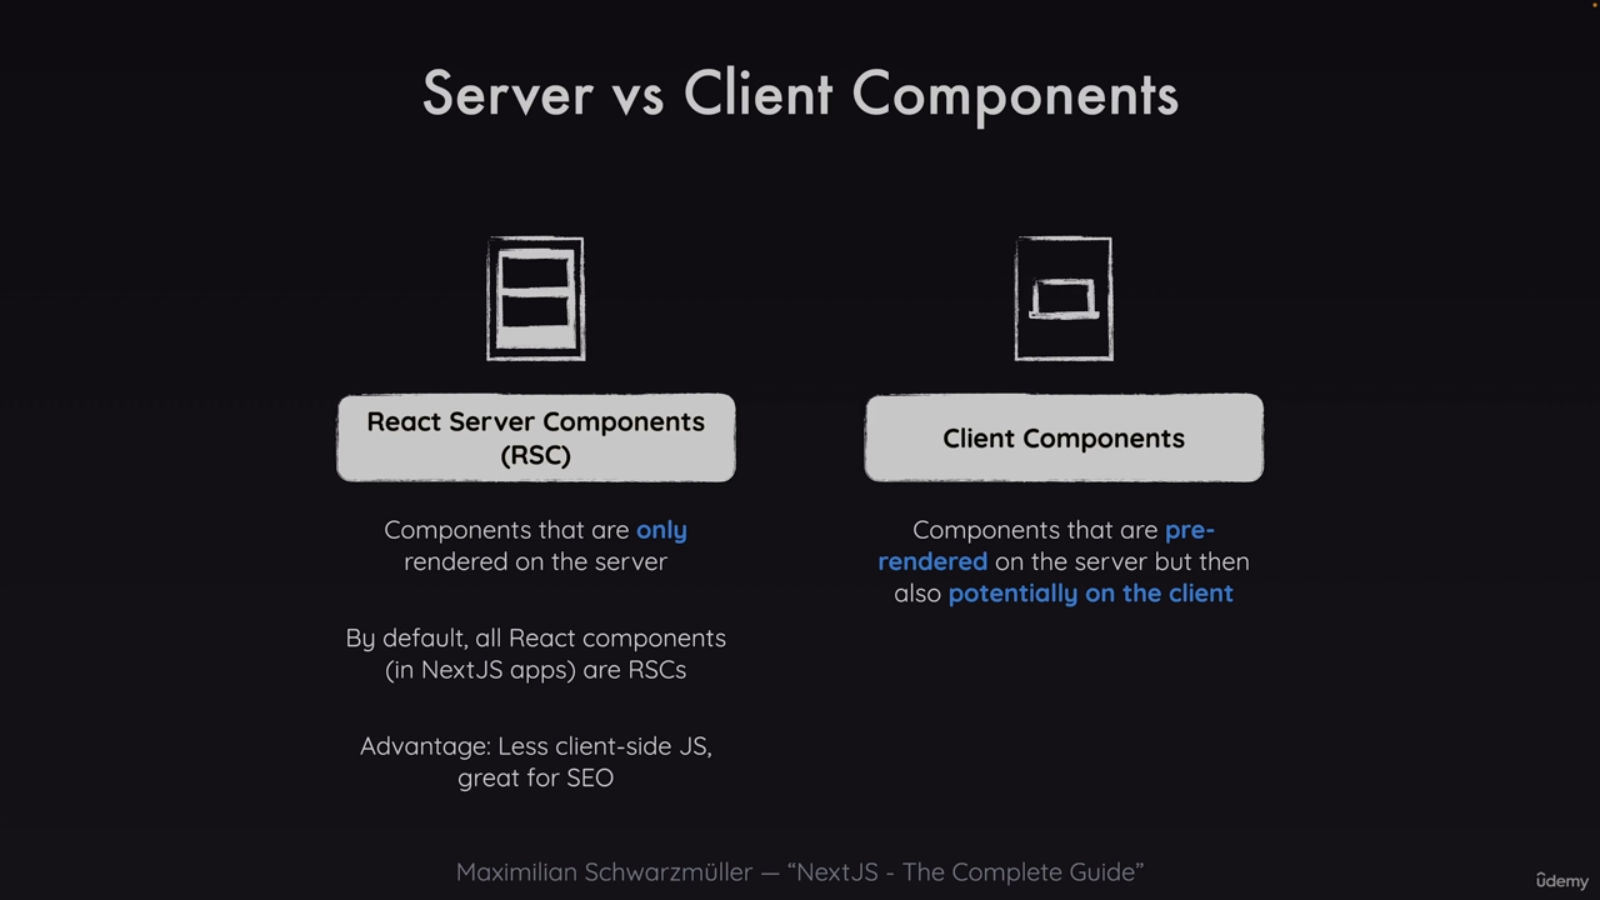 Server vs Client Components
React Server Components
(RSC)
Components that are only
rendered on the server
By default, all React components
(in NextJS apps) are RSCs
Advantage: Less client-side JS,
great for SEO
Client Components
Components that are pre-
rendered on the server but then
also potentially on the client
Maximilian Schwarzmüller — “NextJS - The Complete Guide”
ûdemy